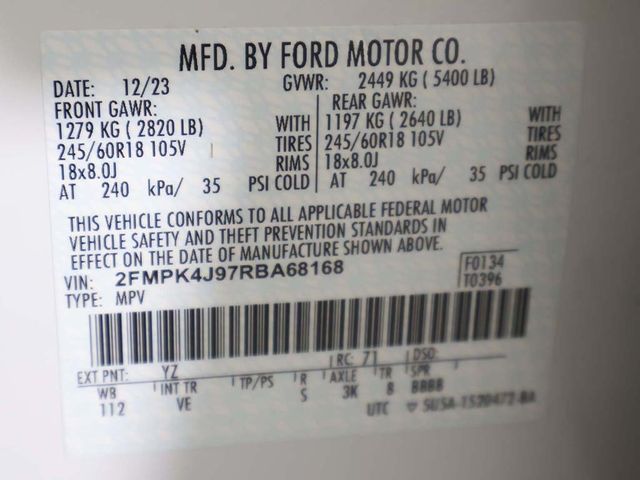 MFD. BY FORD MOTOR CO.
DATE: 12/23 GVWR: 2449 KG ( 5400 LB)
FRONT GAWR: REAR GAWR:
1279 KG ( 2820 LB) WITH 1197 KG ( 2640 LB) WITH
245/60R18 105V TIRES 245/60R18 105V TIRES
18x8.0J RIMS 18x8.0J RIMS
AT 240 kPa/ 35 PSI COLD AT 240 kPa/ 35 PSI COLD
THIS VEHICLE CONFORMS TO ALL APPLICABLE FEDERAL MOTOR
VEHICLE SAFETY AND THEFT PREVENTION STANDARDS IN
EFFECT ON THE DATE OF MANUFACTURE SHOWN ABOVE.
VIN: 2FMPK4J97RBA68168 F0134
TYPE: MPV T0396
EXT PNT: YZ RC: 71 DSO:
WB INT TR TP/PS R AXLE TR SPR
112 VE S 3K 8 BBBB
UTC